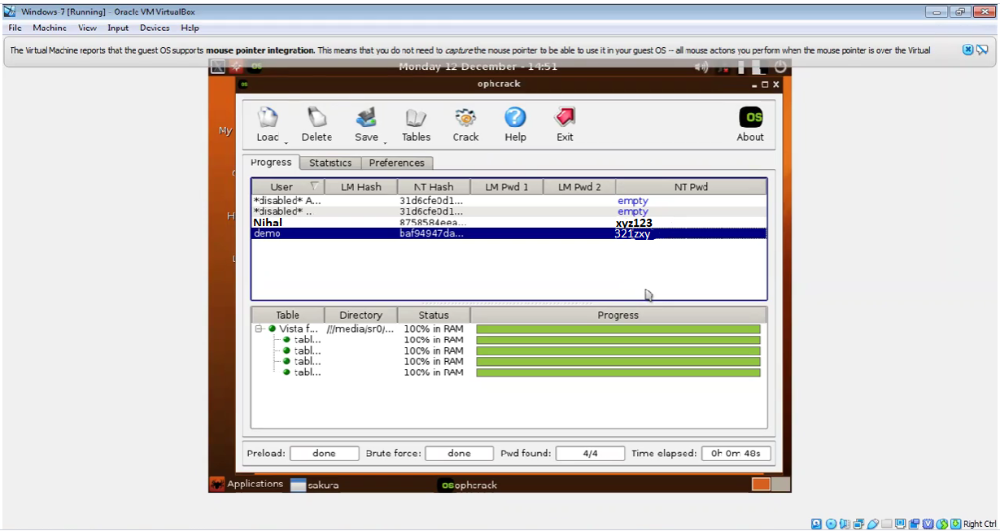 Windows-7 [Running] - Oracle VM VirtualBox
File Machine View Input Devices Help
The Virtual Machine reports that the guest OS supports mouse pointer integration. This means that you do not need to capture the mouse pointer to be able to use it in your guest OS -- all mouse actions you perform when the mouse pointer is over the Virtual
OS Monday 12 December - 14:51
os ophcrack
My
Load Delete Save Tables Crack Help Exit OS About
Progress Statistics Preferences
User LM Hash NT Hash LM Pwd 1 LM Pwd 2 NT Pwd
*disabled* A... 31d6cfe0d1... empty
*disabled* .. 31d6cfe0d1... empty
Nihal 8758584eea... xyz123
demo baf94947da... 321zxy
H
Table Directory Status Progress
Vista f... ///media/sr0/... 100% in RAM
tabl... 100% in RAM
tabl... 100% in RAM
tabl... 100% in RAM
tabl... 100% in RAM
Preload: done Brute force: done Pwd found: 4/4 Time elapsed: 0h 0m 48s
Applications sakura OS ophcrack
Right Ctrl